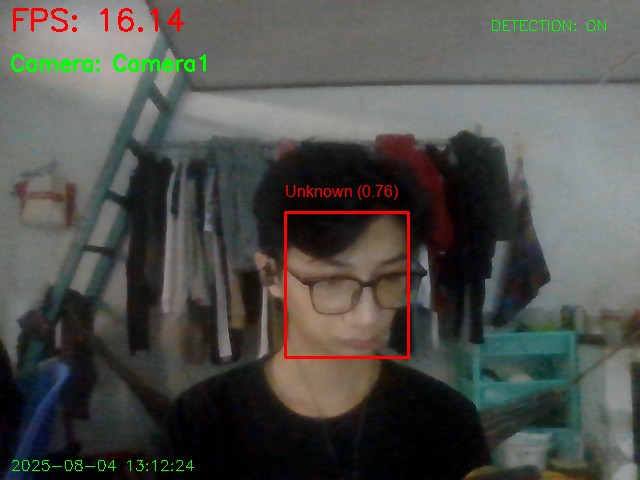 FPS: 16.14
DETECTION: ON
Camera: Camera1
Unknown (0.76)
2025-08-04 13:12:24